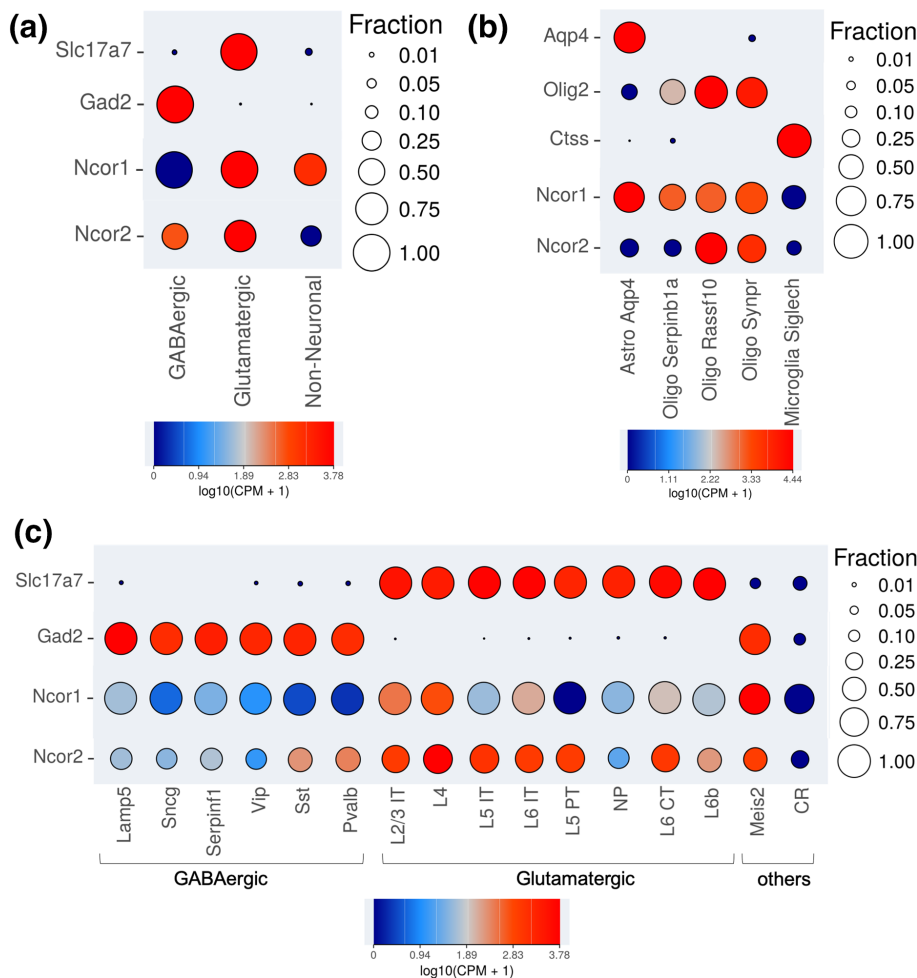 (a)
Slc17a7
Gad2
Ncor1
Ncor2
GABAergic
Glutamatergic
Non-Neuronal
Fraction
0.01
0.05
0.10
0.25
0.50
0.75
1.00
0 0.94 1.89 2.83 3.78
log10(CPM + 1)
(b)
Aqp4
Olig2
Ctss
Ncor1
Ncor2
Astro Aqp4
Oligo Serpinb1a
Oligo Rassf10
Oligo Synpr
Microglia Siglech
Fraction
0.01
0.05
0.10
0.25
0.50
0.75
1.00
0 1.11 2.22 3.33 4.44
log10(CPM + 1)
(c)
Slc17a7
Gad2
Ncor1
Ncor2
Lamp5
Sncg
Serpinf1
Vip
Sst
Pvalb
L2/3 IT
L4
L5 IT
L6 IT
L5 PT
NP
L6 CT
L6b
Meis2
CR
GABAergic
Glutamatergic
others
Fraction
0.01
0.05
0.10
0.25
0.50
0.75
1.00
0 0.94 1.89 2.83 3.78
log10(CPM + 1)